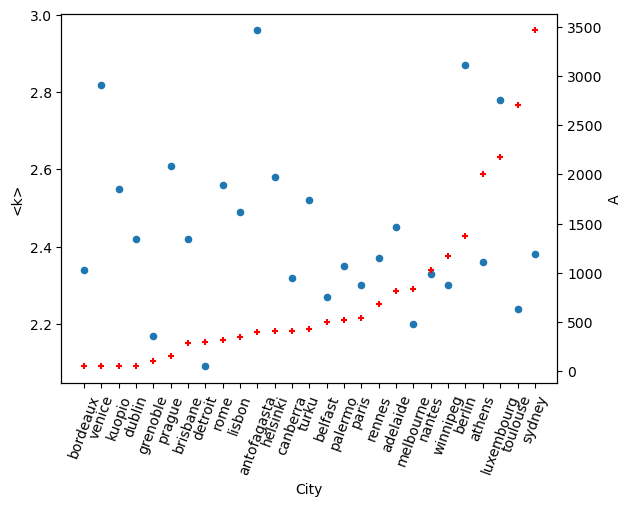 3.0
2.8
2.6
2.4
2.2
<k>
3500
3000
2500
2000
1500
1000
500
0
A
bordeaux
venice
kuopio
dublin
grenoble
prague
brisbane
detroit
rome
lisbon
antofagasta
helsinki
canberra
turku
belfast
palermo
paris
rennes
adelaide
melbourne
nantes
winnipeg
berlin
athens
luxembourg
toulouse
sydney
City